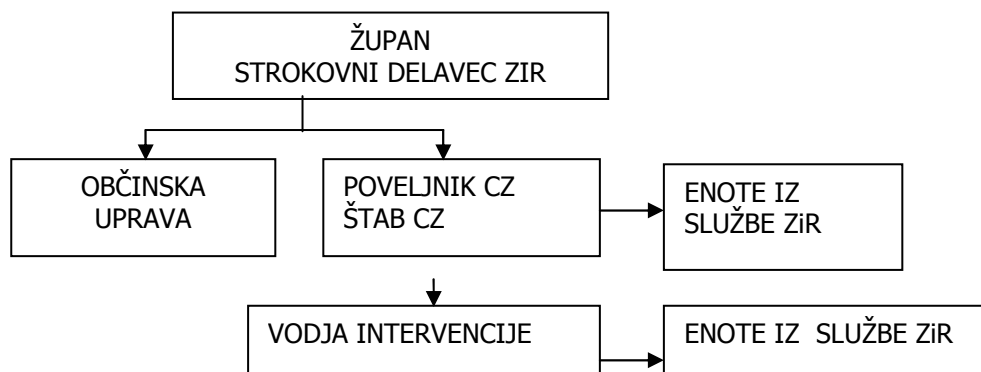 ŽUPAN
STROKOVNI DELAVEC ZIR
OBČINSKA
UPRAVA
POVELJNIK CZ
ŠTAB CZ
ENOTE IZ
SLUŽBE ZiR
VODJA INTERVENCIJE
ENOTE IZ SLUŽBE ZiR